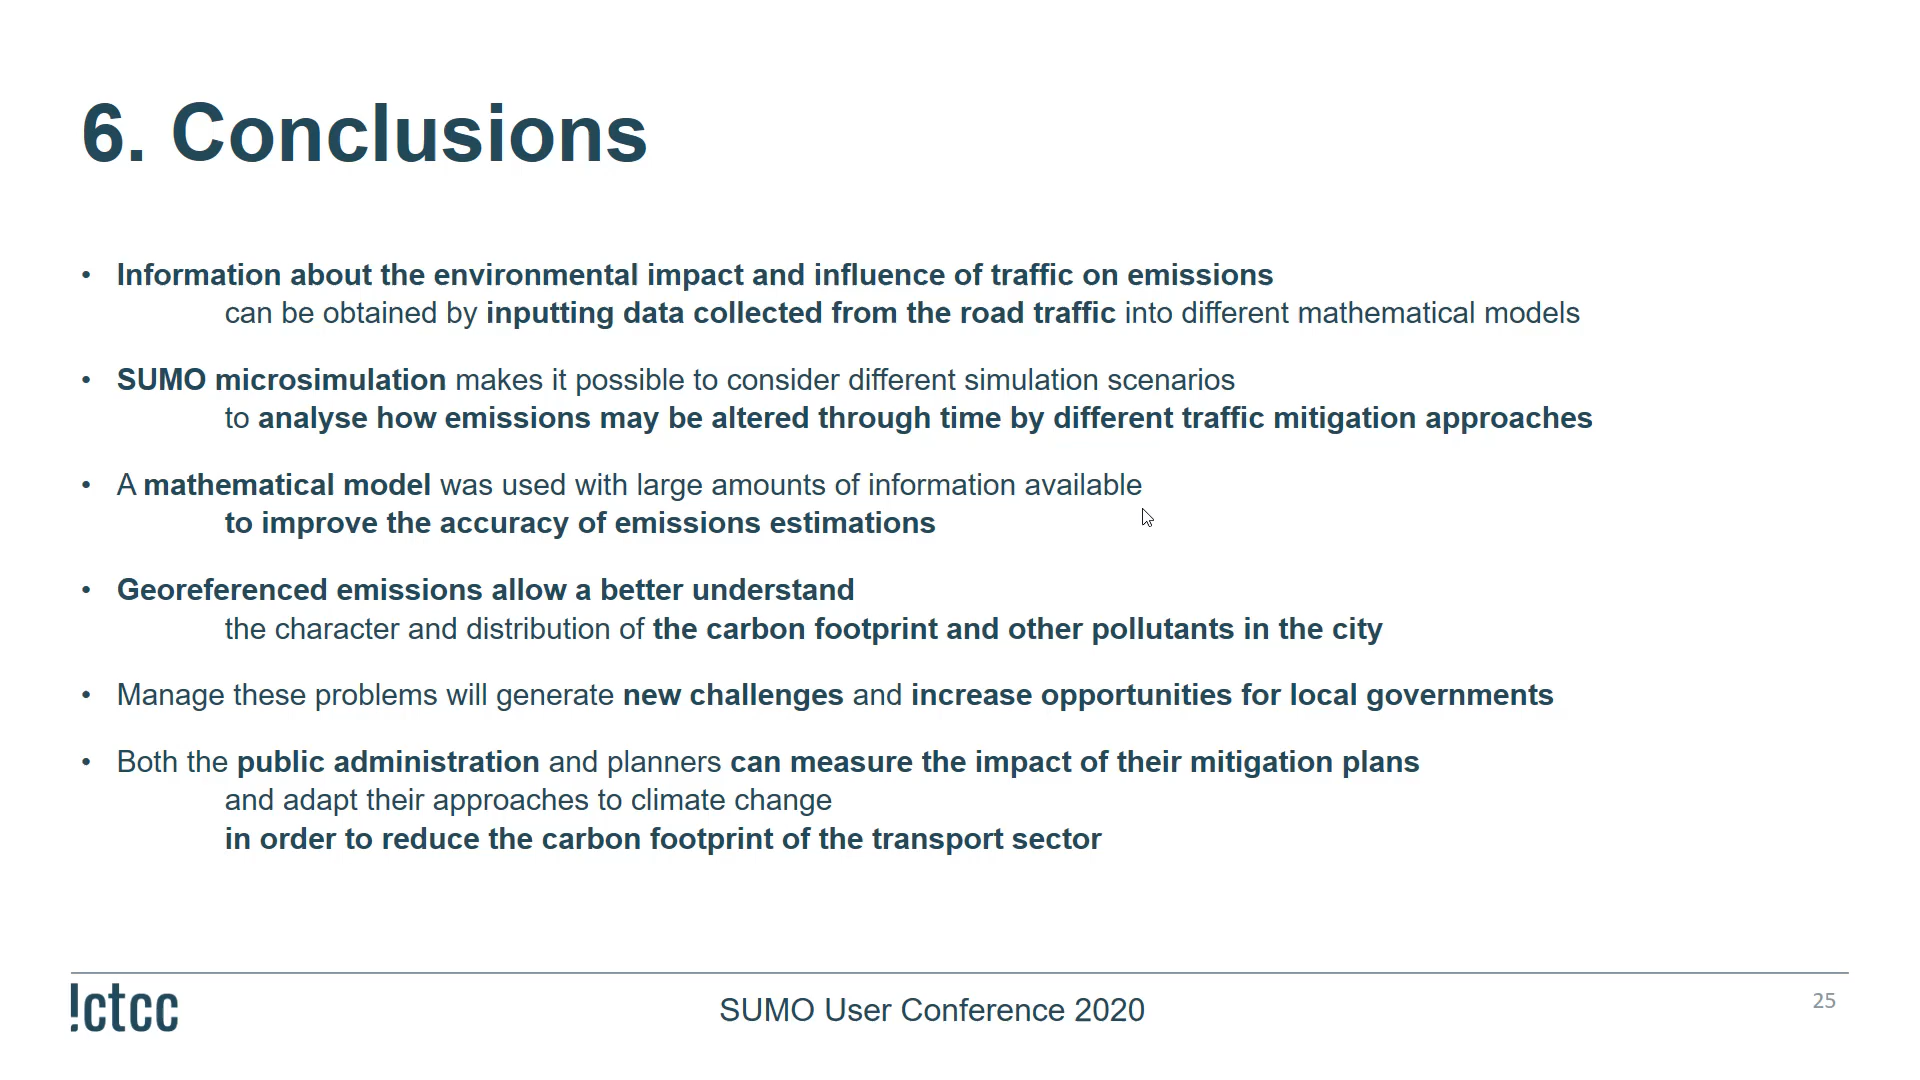 6. Conclusions
• Information about the environmental impact and influence of traffic on emissions
can be obtained by inputting data collected from the road traffic into different mathematical models
• SUMO microsimulation makes it possible to consider different simulation scenarios
to analyse how emissions may be altered through time by different traffic mitigation approaches
• A mathematical model was used with large amounts of information available
to improve the accuracy of emissions estimations
• Georeferenced emissions allow a better understand
the character and distribution of the carbon footprint and other pollutants in the city
• Manage these problems will generate new challenges and increase opportunities for local governments
• Both the public administration and planners can measure the impact of their mitigation plans
and adapt their approaches to climate change
in order to reduce the carbon footprint of the transport sector
!ctcc
SUMO User Conference 2020
25